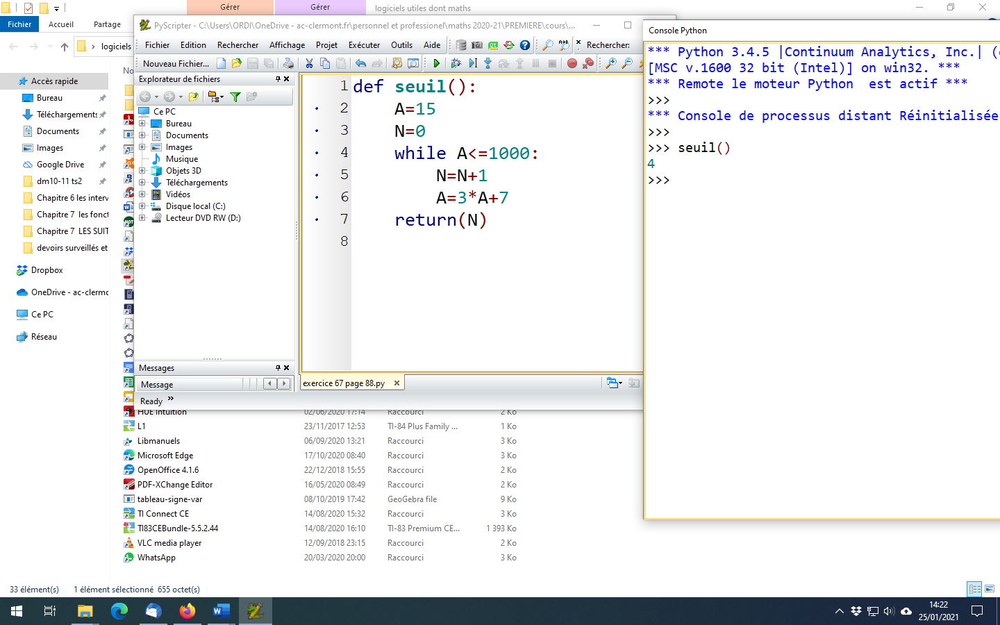 Gérer
Gérer
logiciels utiles dont maths
Fichier
Accueil
Partage
logiciels
Accès rapide
Bureau
Téléchargements
Documents
Images
Google Drive
dm10-11 ts2
Chapitre 6 les interv
Chapitre 7 les fonct
Chapitre 7 LES SUIT
devoirs surveillés et
Dropbox
OneDrive - ac-clermo
Ce PC
Réseau
No
PyScripter - C:\Users\ORDI\OneDrive - ac-clermont.fr\personnel et professionel\maths 2020-21\PREMIERE\cours\...
Fichier Edition Rechercher Affichage Projet Exécuter Outils Aide
Rechercher:
Nouveau Fichier...
Explorateur de fichiers
Ce PC
Bureau
Documents
Images
Musique
Objets 3D
Téléchargements
Vidéos
Disque local (C:)
Lecteur DVD RW (D:)
Messages
Message
Ready
1 def seuil():
2 A=15
3 N=0
4 while A<=1000:
5 N=N+1
6 A=3*A+7
7 return(N)
8
exercice 67 page 88.py
Console Python
*** Python 3.4.5 |Continuum Analytics, Inc.| (
[MSC v.1600 32 bit (Intel)] on win32. ***
*** Remote le moteur Python est actif ***
>>>
*** Console de processus distant Réinitialisée
>>>
>>> seuil()
4
>>>
HUE Intuition 02/06/2020 17:14 Raccourci 2 Ko
L1 23/11/2017 12:53 TI-84 Plus Family ... 1 Ko
Libmanuels 06/09/2020 13:21 Raccourci 3 Ko
Microsoft Edge 17/10/2020 08:40 Raccourci 3 Ko
OpenOffice 4.1.6 22/12/2018 15:55 Raccourci 2 Ko
PDF-XChange Editor 16/05/2020 08:49 Raccourci 2 Ko
tableau-signe-var 08/10/2019 17:42 GeoGebra file 9 Ko
TI Connect CE 14/08/2020 15:32 Raccourci 3 Ko
TI83CEBundle-5.5.2.44 14/08/2020 16:10 TI-83 Premium CE... 1 393 Ko
VLC media player 12/09/2018 23:15 Raccourci 2 Ko
WhatsApp 20/03/2020 20:00 Raccourci 3 Ko
33 élément(s) 1 élément sélectionné 655 octet(s)
14:22
25/01/2021